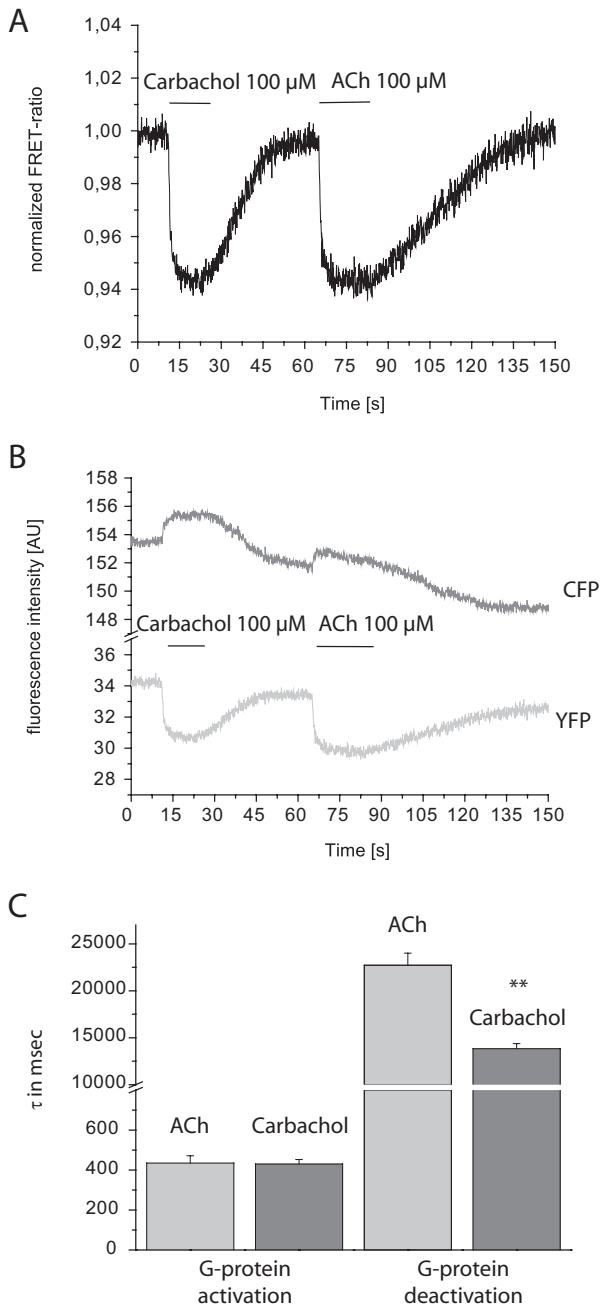 A
1,04
1,02
1,00
0,98
0,96
0,94
0,92
normalized FRET-ratio
Carbachol 100 µM ACh 100 µM
0 15 30 45 60 75 90 105 120 135 150
Time [s]
B
158
156
154
152
150
148
36
34
32
30
28
fluorescence intensity [AU]
CFP
Carbachol 100 µM ACh 100 µM
YFP
0 15 30 45 60 75 90 105 120 135 150
Time [s]
C
25000
20000
15000
10000
600
400
200
0
τ in msec
ACh
**
Carbachol
ACh Carbachol
G-protein activation
G-protein deactivation